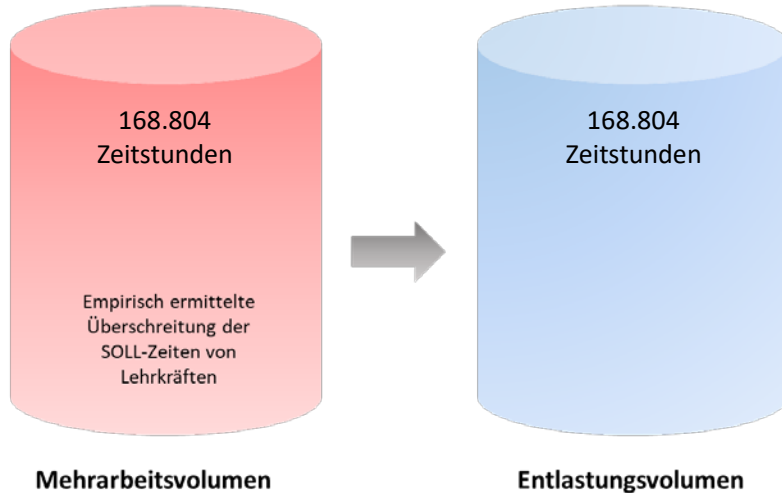 168.804
Zeitstunden
Empirisch ermittelte
Überschreitung der
SOLL-Zeiten von
Lehrkräften
Mehrarbeitsvolumen
168.804
Zeitstunden
Entlastungsvolumen